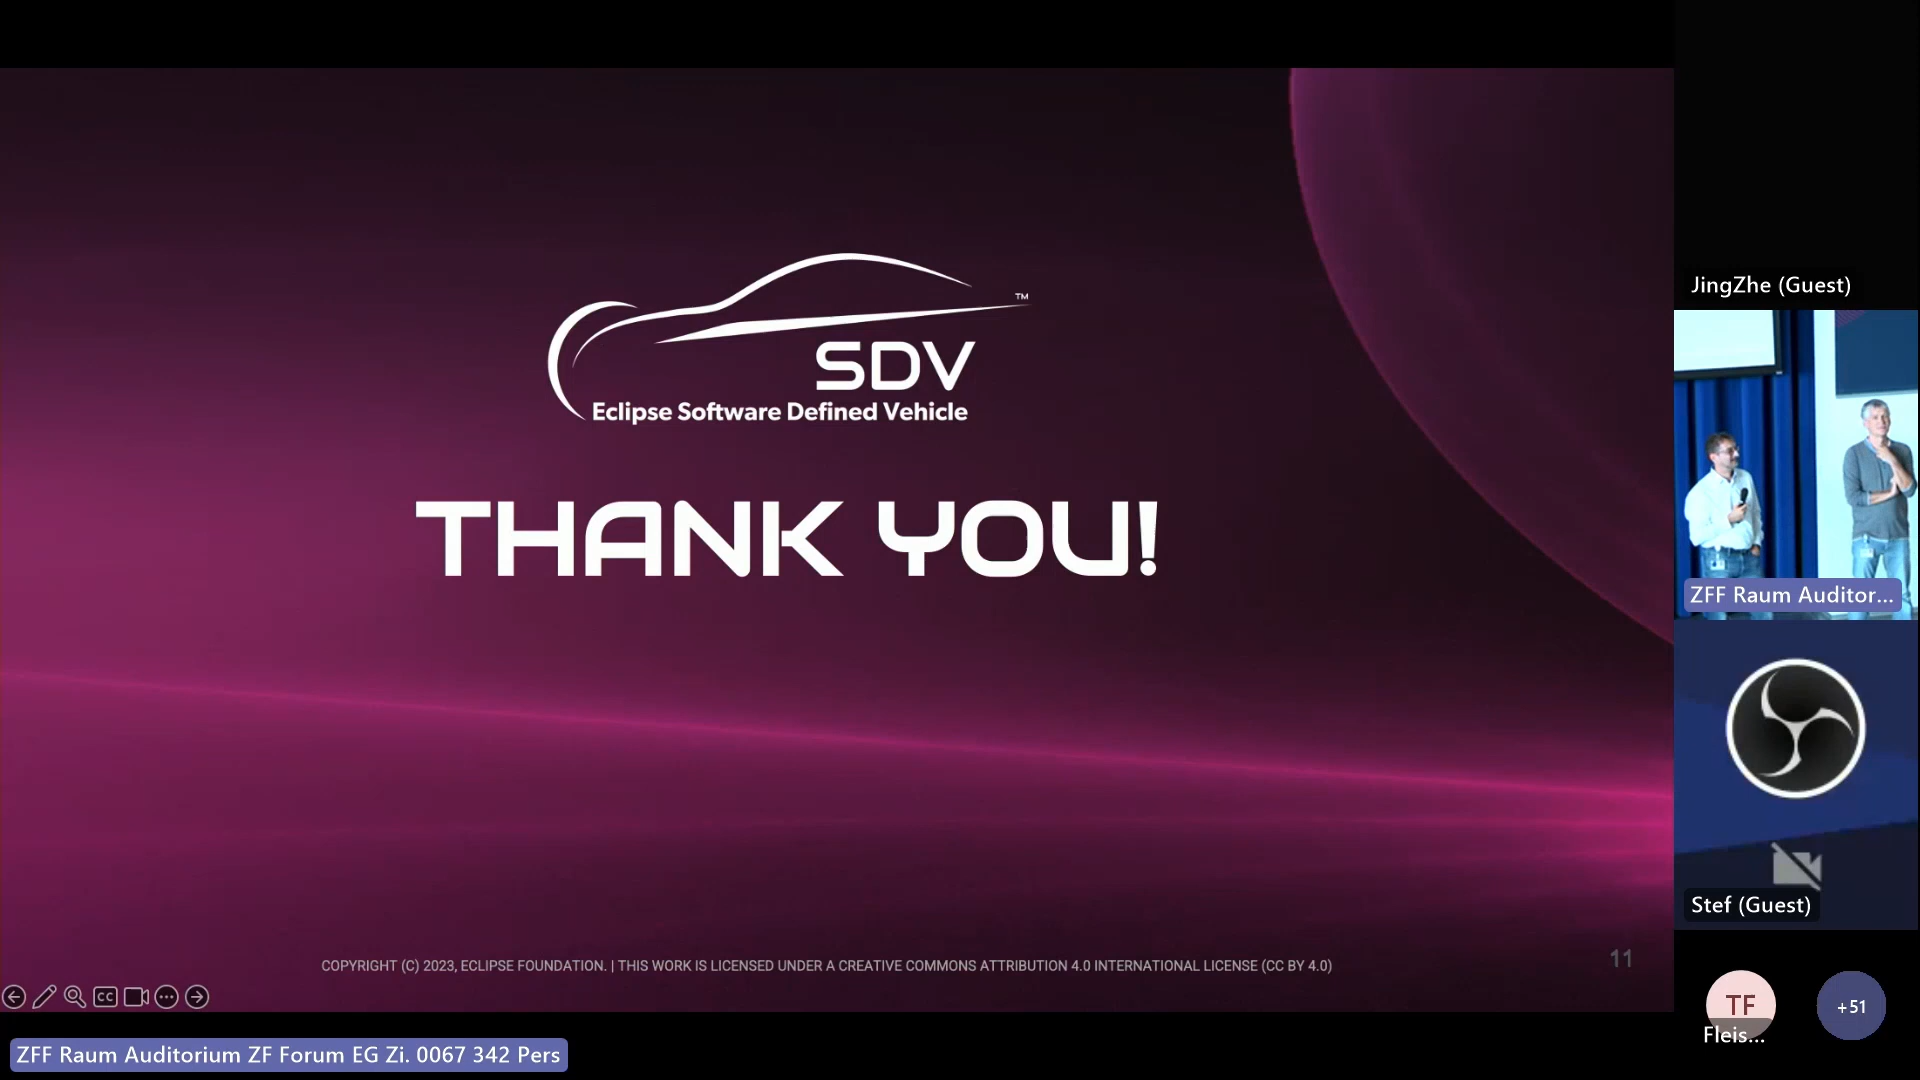 TM
SDV
Eclipse Software Defined Vehicle
THANK YOU!
COPYRIGHT (C) 2023, ECLIPSE FOUNDATION. | THIS WORK IS LICENSED UNDER A CREATIVE COMMONS ATTRIBUTION 4.0 INTERNATIONAL LICENSE (CC BY 4.0)
11
CC
ZFF Raum Auditorium ZF Forum EG Zi. 0067 342 Pers
JingZhe (Guest)
ZFF Raum Auditor...
Stef (Guest)
TF
Fleis...
+51